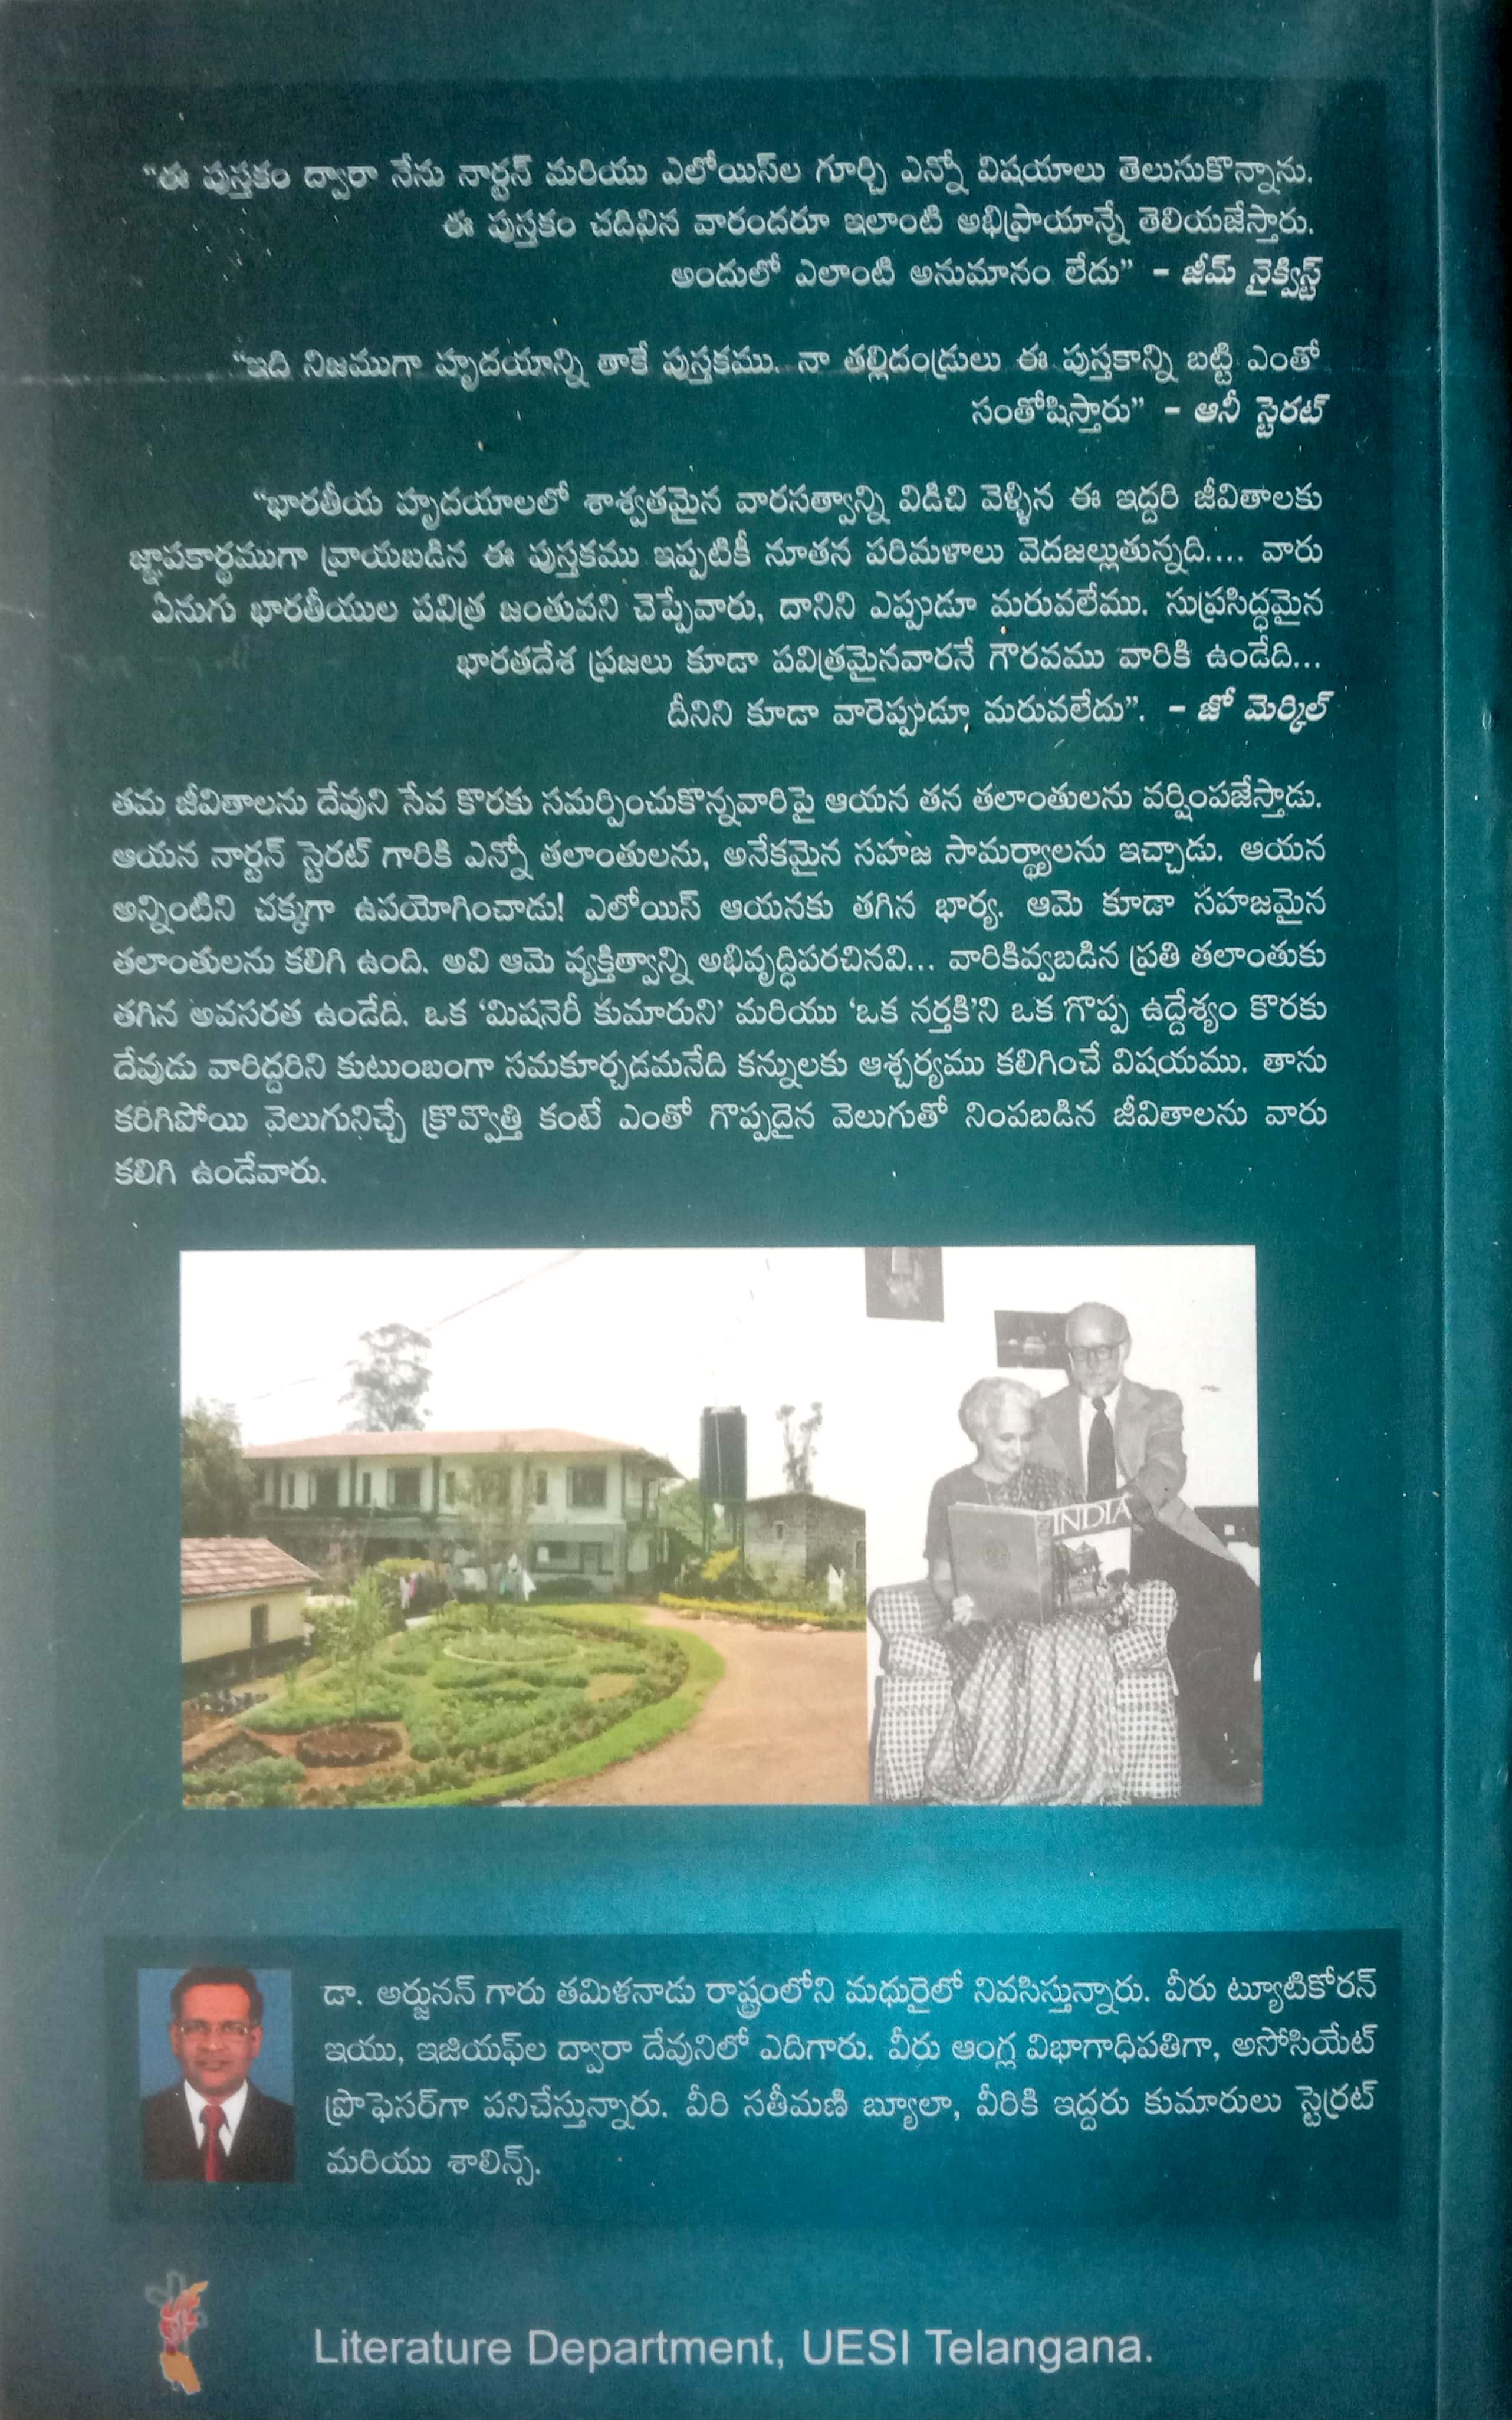 “ఈ పుస్తకం ద్వారా నేను నార్టన్ మరియు ఎలోయిస్‌ల గూర్చి ఎన్నో విషయాలు తెలుసుకొన్నాను.
ఈ పుస్తకం చదివిన వారందరూ ఇలాంటి అభిప్రాయాన్నే తెలియజేస్తారు.
అందులో ఎలాంటి అనుమానం లేదు” - జీమ్ నైక్విస్ట్
“ఇది నిజముగా హృదయాన్ని తాకే పుస్తకము. నా తల్లిదండ్రులు ఈ పుస్తకాన్ని బట్టి ఎంతో
సంతోషిస్తారు” - ఆనీ స్టెరట్
“భారతీయ హృదయాలలో శాశ్వతమైన వారసత్వాన్ని విడిచి వెళ్ళిన ఈ ఇద్దరి జీవితాలకు
జ్ఞాపకార్థముగా వ్రాయబడిన ఈ పుస్తకము ఇప్పటికీ నూతన పరిమళాలు వెదజల్లుతున్నది.... వారు
ఏనుగు భారతీయుల పవిత్ర జంతువని చెప్పేవారు, దానిని ఎప్పుడూ మరువలేము. సుప్రసిద్ధమైన
భారతదేశ ప్రజలు కూడా పవిత్రమైనవారనే గౌరవము వారికి ఉండేది...
దీనిని కూడా వారెప్పుడూ మరువలేదు”. - జో మెర్కిల్
తమ జీవితాలను దేవుని సేవ కొరకు సమర్పించుకొన్నవారిపై ఆయన తన తలాంతులను వర్షింపజేస్తాడు.
ఆయన నార్టన్ స్టెరట్ గారికి ఎన్నో తలాంతులను, అనేకమైన సహజ సామర్థ్యాలను ఇచ్చాడు. ఆయన
అన్నింటిని చక్కగా ఉపయోగించాడు! ఎలోయిస్ ఆయనకు తగిన భార్య. ఆమె కూడా సహజమైన
తలాంతులను కలిగి ఉంది. అవి ఆమె వ్యక్తిత్వాన్ని అభివృద్ధిపరచినవి... వారికివ్వబడిన ప్రతి తలాంతుకు
తగిన అవసరత ఉండేది. ఒక ‘మిషనెరీ కుమారుని’ మరియు ‘ఒక నర్తకి’ని ఒక గొప్ప ఉద్దేశ్యం కొరకు
దేవుడు వారిద్దరిని కుటుంబంగా సమకూర్చడమనేది కన్నులకు ఆశ్చర్యము కలిగించే విషయము. తాను
కరిగిపోయి వెలుగునిచ్చే క్రొవ్వొత్తి కంటే ఎంతో గొప్పదైన వెలుగుతో నింపబడిన జీవితాలను వారు
కలిగి ఉండేవారు.
INDIA
డా. అర్జునన్ గారు తమిళనాడు రాష్ట్రంలోని మధురైలో నివసిస్తున్నారు. వీరు ట్యూటికోరన్
ఇయు, ఇజియఫ్‌ల ద్వారా దేవునిలో ఎదిగారు. వీరు ఆంగ్ల విభాగాధిపతిగా, అసోసియేట్
ప్రొఫెసర్‌గా పనిచేస్తున్నారు. వీరి సతీమణి బ్యూలా, వీరికి ఇద్దరు కుమారులు స్టెర్రట్
మరియు శాలిన్స్.
Literature Department, UESI Telangana.